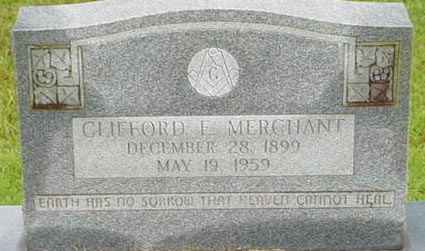 G
CLIFFORD E. MERCHANT
DECEMBER 28, 1899
MAY 19, 1959
EARTH HAS NO SORROW THAT HEAVEN CANNOT HEAL.